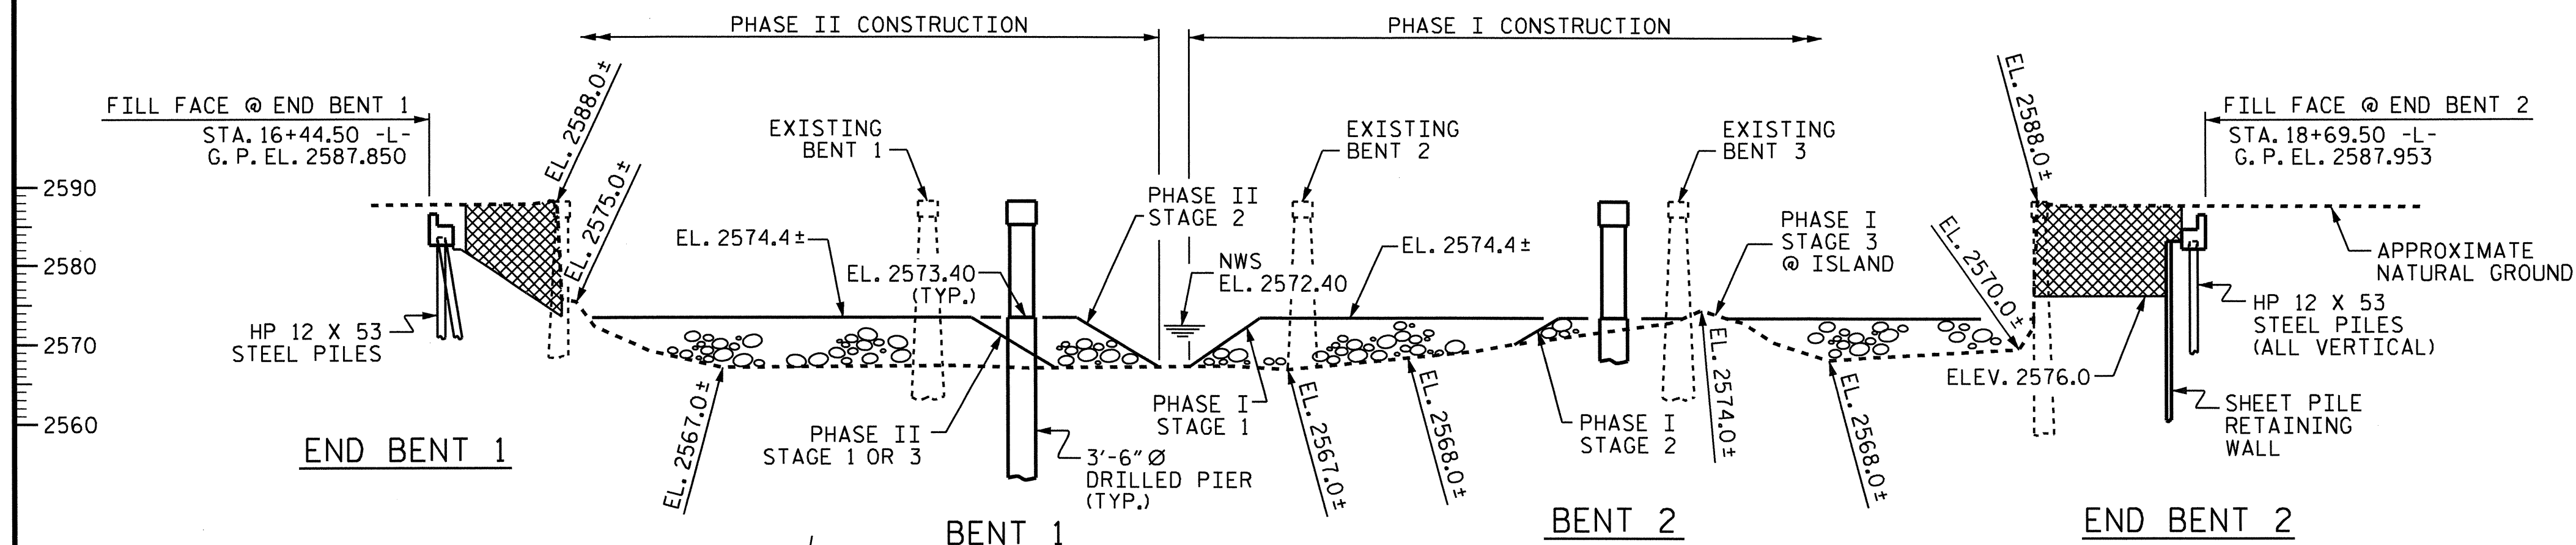 PHASE II CONSTRUCTION
PHASE I CONSTRUCTION
FILL FACE @ END BENT 1
STA. 16+44.50 -L-
G. P. EL. 2587.850
EL. 2588.0±
EL. 2575.0±
EXISTING
BENT 1
PHASE II
STAGE 2
EXISTING
BENT 2
EXISTING
BENT 3
EL. 2588.0±
FILL FACE @ END BENT 2
STA. 18+69.50 -L-
G. P. EL. 2587.953
2590
2580
2570
2560
EL. 2574.4±
EL. 2573.40
(TYP.)
NWS
EL. 2572.40
EL. 2574.4±
PHASE I
STAGE 3
@ ISLAND
EL. 2570.0±
APPROXIMATE
NATURAL GROUND
HP 12 X 53
STEEL PILES
HP 12 X 53
STEEL PILES
(ALL VERTICAL)
ELEV. 2576.0
EL. 2567.0±
PHASE II
STAGE 1 OR 3
3'-6" Ø
DRILLED PIER
(TYP.)
PHASE I
STAGE 1
EL. 2567.0±
EL. 2568.0±
PHASE I
STAGE 2
EL. 2574.0±
EL. 2568.0±
SHEET PILE
RETAINING
WALL
END BENT 1
BENT 1
BENT 2
END BENT 2